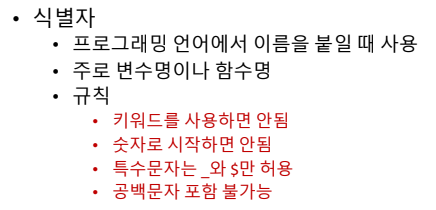 • 식별자
• 프로그래밍 언어에서 이름을 붙일 때 사용
• 주로 변수명이나 함수명
• 규칙
• 키워드를 사용하면 안됨
• 숫자로 시작하면 안됨
• 특수문자는 _와 $만 허용
• 공백문자 포함 불가능